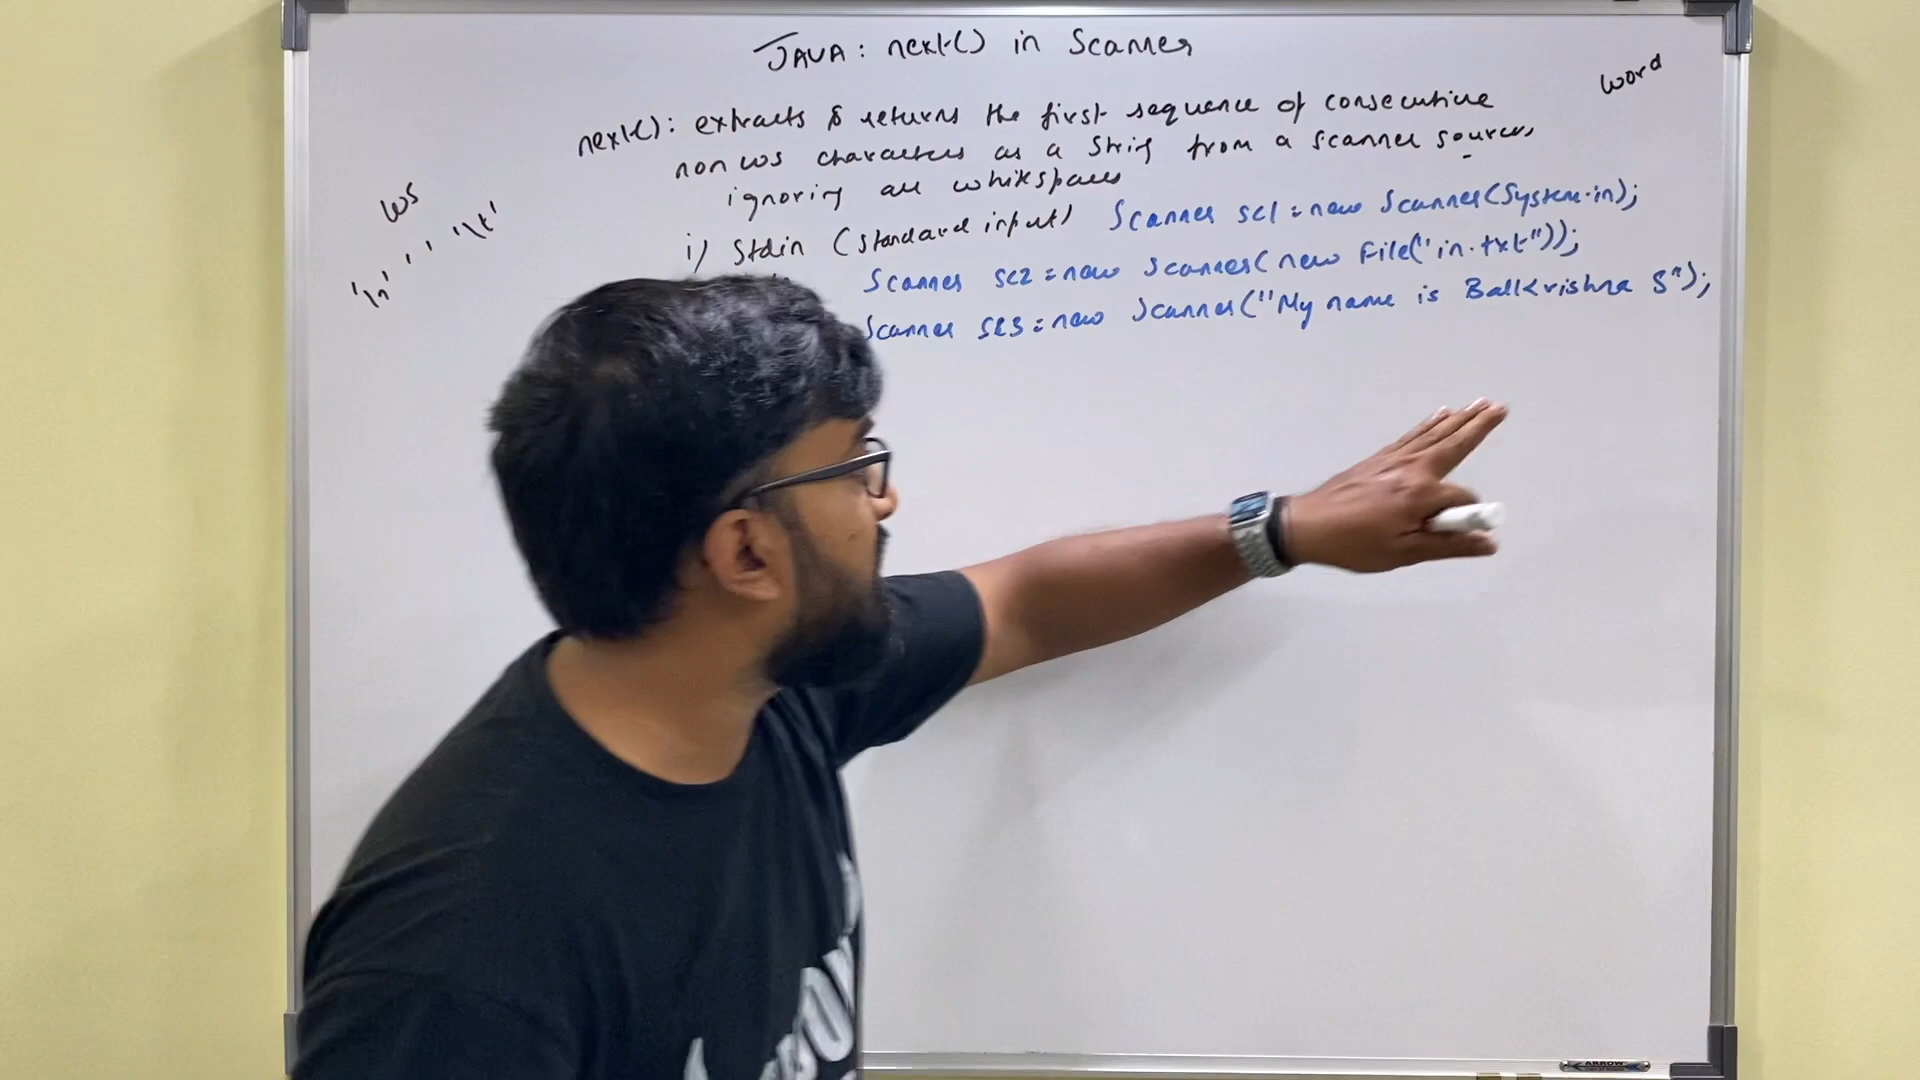 JAVA: next() in Scanner
word
next(): extracts & returns the first sequence of consecutive
non ws characters as a String from a scanner source,
ignoring all whitespaces
ws
'\n' ' ' '\t'
i) Stdin (standard input) Scanner sc1 = new Scanner(System.in);
Scanner sc2 = new Scanner(new File("in.txt"));
Scanner sc3 = new Scanner("My name is Balkrishna S");
ARROW